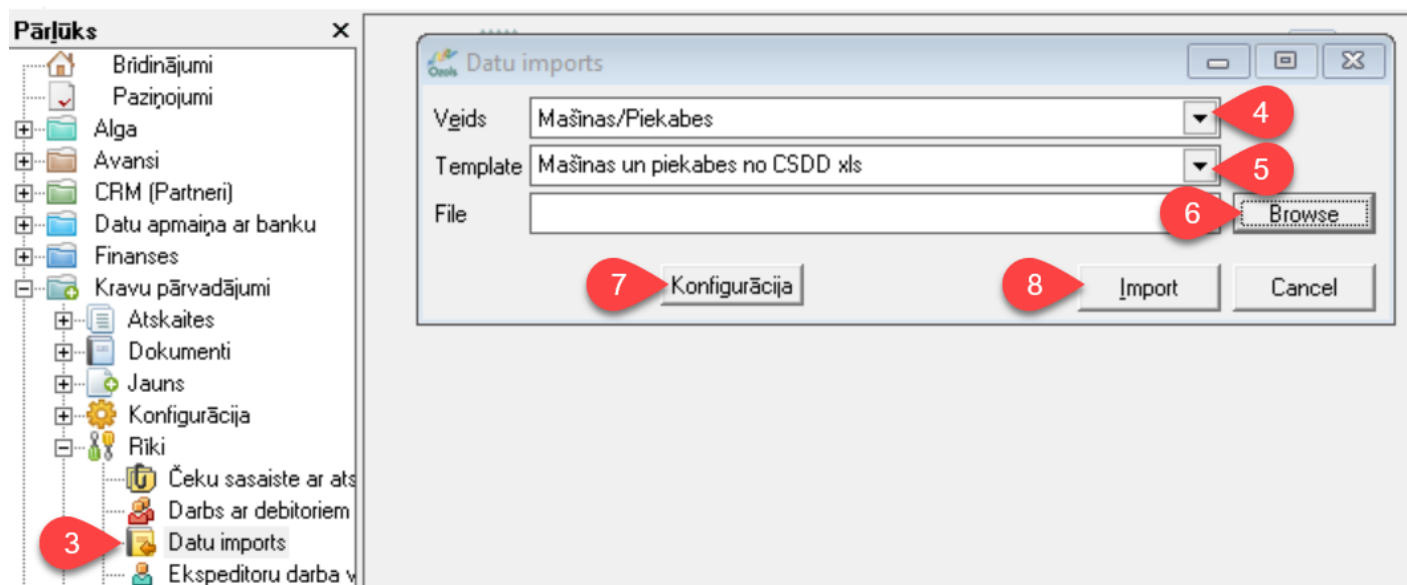 Pārlūks
Brīdinājumi
Paziņojumi
Alga
Avansi
CRM (Partneri)
Datu apmaiņa ar banku
Finanses
Kravu pārvadājumi
Atskaites
Dokumenti
Jauns
Konfigurācija
Rīki
Čeku sasaiste ar ats
Darbs ar debitoriem
3
Datu imports
Ekspeditoru darba v
Ozols Datu imports
Veids Mašīnas/Piekabes 4
Template Mašīnas un piekabes no CSDD xls 5
File 6 Browse
7 Konfigurācija 8 Import Cancel